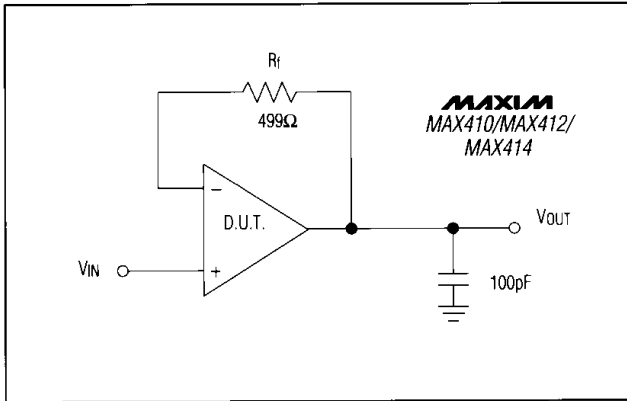 Rf
499Ω
MAXIM
MAX410/MAX412/
MAX414
−
D.U.T.
VOUT
VIN
+
100pF